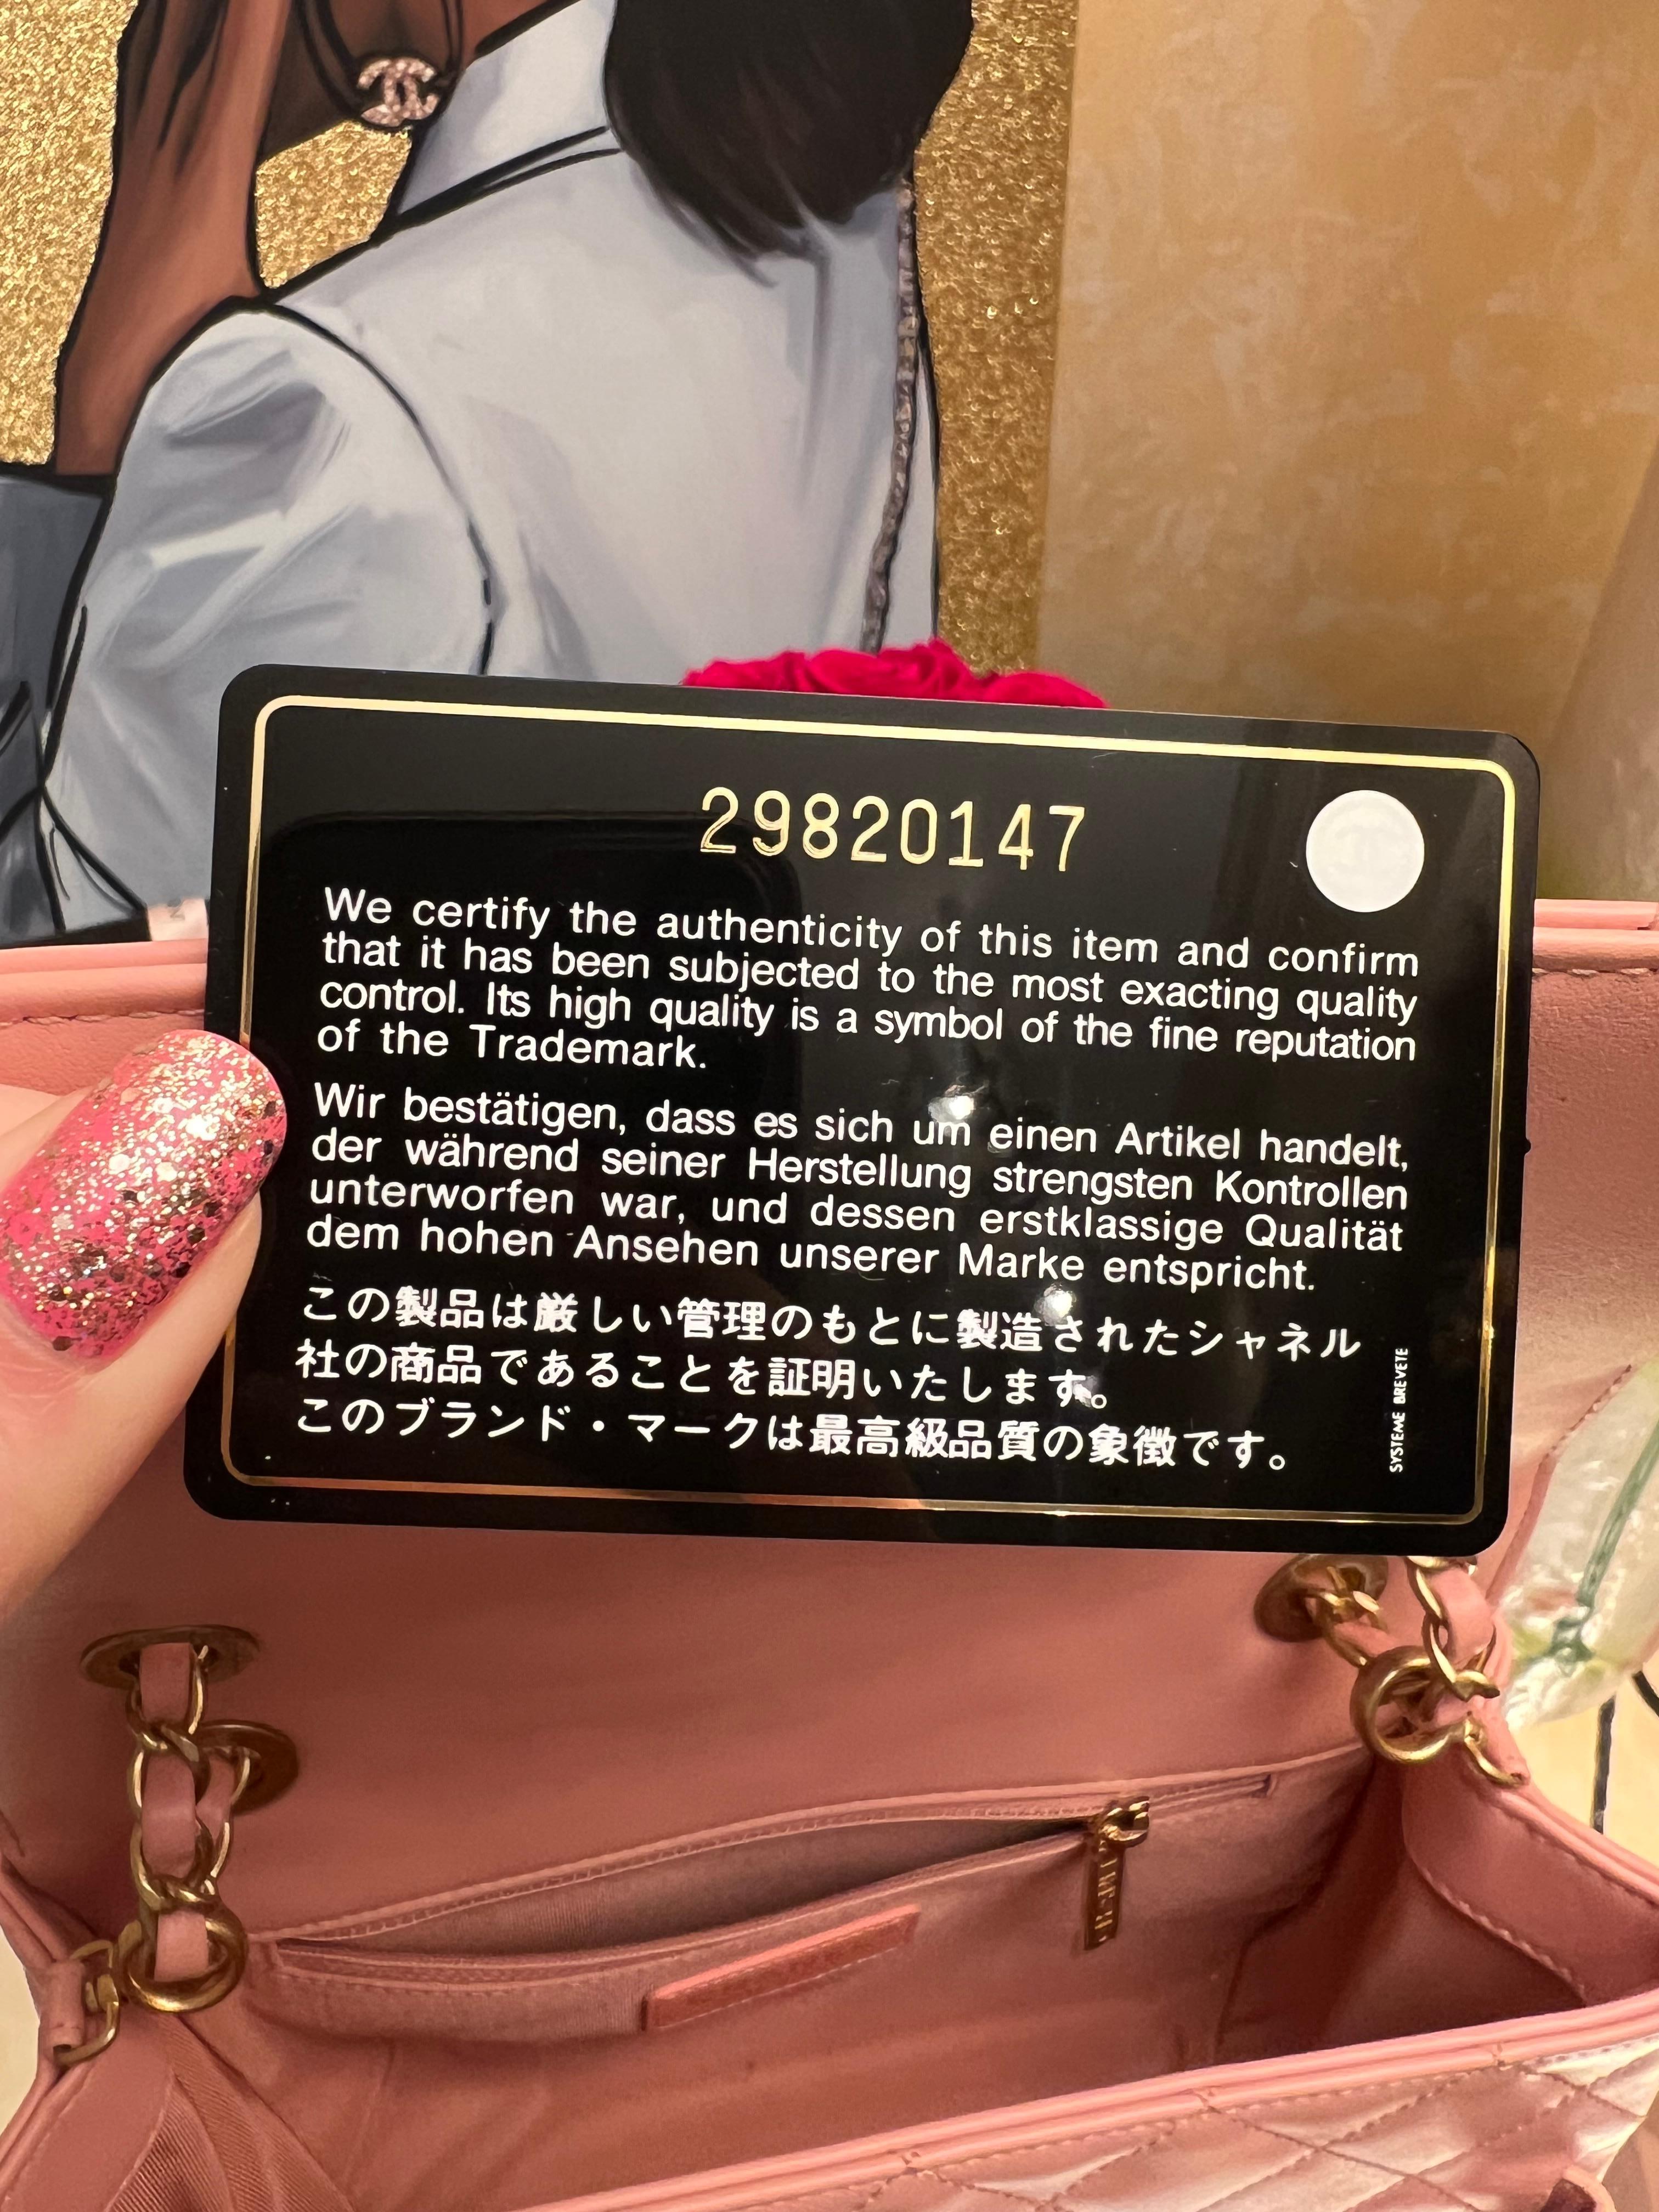 29820147
We certify the authenticity of this item and confirm
that it has been subjected to the most exacting quality
control. Its high quality is a symbol of the fine reputation
of the Trademark.
Wir bestätigen, dass es sich um einen Artikel handelt,
der während seiner Herstellung strengsten Kontrollen
unterworfen war, und dessen erstklassige Qualität
dem hohen Ansehen unserer Marke entspricht.
この製品は厳しい管理のもとに製造されたシャネル
社の商品であることを証明いたします。
このブランド・マークは最高級品質の象徴です。
SYSTEME BREVETE
CHANEL